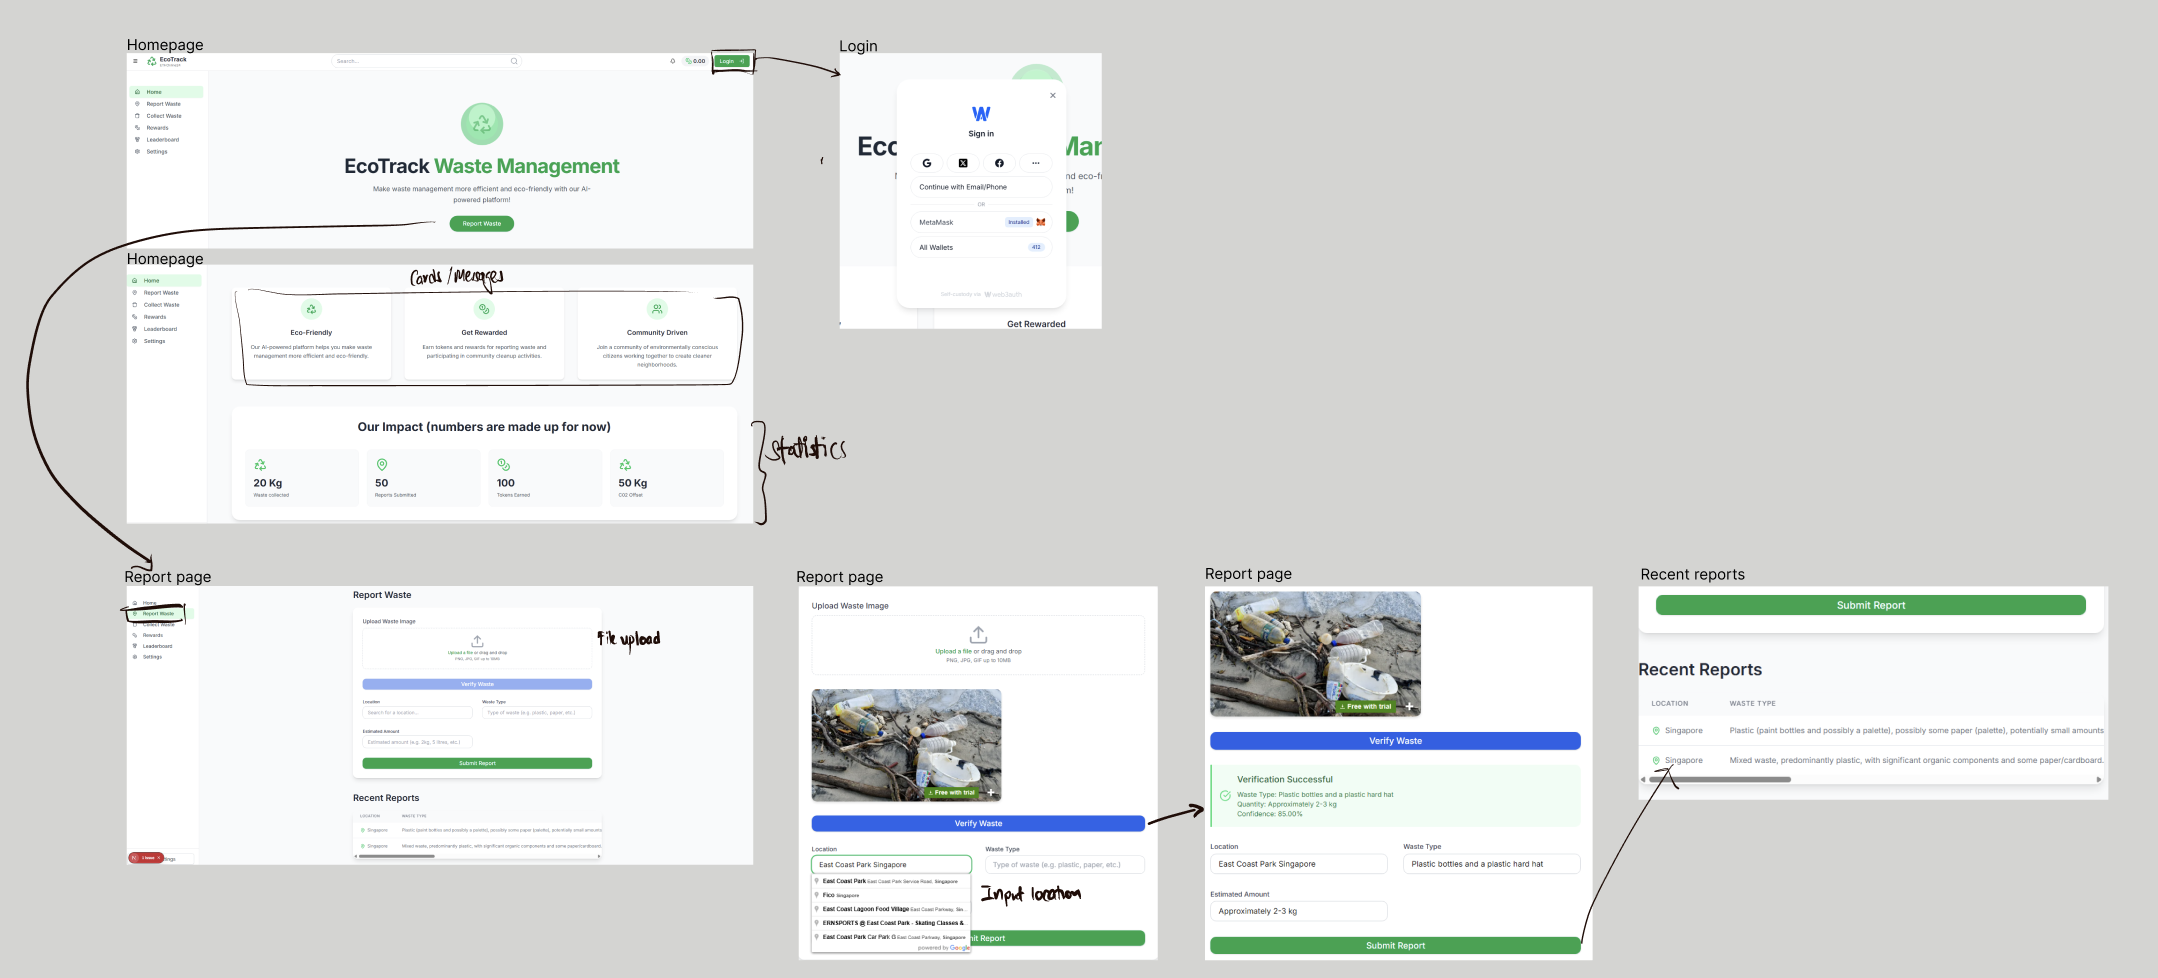 Homepage
EcoTrack
Search...
0.00
Login
Home
Report Waste
Collect Waste
Rewards
Leaderboard
Settings
EcoTrack Waste Management
Make waste management more efficient and eco-friendly with our AI-
powered platform!
Report Waste
Login
Sign in
Continue with Email/Phone
OR
MetaMask
Installed
All Wallets
412
Self-custody via web3auth
Eco
Man
nd eco-fr
m!
Get Rewarded
Homepage
Home
Report Waste
Collect Waste
Rewards
Leaderboard
Settings
Cards / Messages
Eco-Friendly
Our AI-powered platform helps you make waste
management more efficient and eco-friendly.
Get Rewarded
Earn tokens and rewards for reporting waste and
participating in community cleanup activities.
Community Driven
Join a community of environmentally conscious
citizens working together to create cleaner
neighborhoods.
Our Impact (numbers are made up for now)
20 Kg
Waste collected
50
Reports Submitted
100
Tokens Earned
50 Kg
CO2 Offset
Statistics
Report page
Home
Report Waste
Collect Waste
Rewards
Leaderboard
Settings
1 Issue
ttings
Report Waste
Upload Waste Image
Upload a file or drag and drop
PNG, JPG, GIF up to 10MB
File upload
Verify Waste
Location
Search for a location...
Waste Type
Type of waste (e.g. plastic, paper, etc.)
Estimated Amount
Estimated amount (e.g. 2kg, 5 litres, etc.)
Submit Report
Recent Reports
LOCATION
WASTE TYPE
Singapore
Plastic (paint bottles and possibly a palette), possibly some paper (palette), potentially small amounts
Singapore
Mixed waste, predominantly plastic, with significant organic components and some paper/cardboard.
Report page
Upload Waste Image
Upload a file or drag and drop
PNG, JPG, GIF up to 10MB
Free with trial
Verify Waste
Location
East Coast Park Singapore
Waste Type
Type of waste (e.g. plastic, paper, etc.)
East Coast Park East Coast Park Service Road, Singapore
Fico Singapore
East Coast Lagoon Food Village East Coast Parkway, Sin...
ERNSPORTS @ East Coast Park - Skating Classes &
East Coast Park Car Park G East Coast Parkway, Singapore
powered by Google
Input location
mit Report
Report page
Free with trial
Verify Waste
Verification Successful
Waste Type: Plastic bottles and a plastic hard hat
Quantity: Approximately 2-3 kg
Confidence: 85.00%
Location
East Coast Park Singapore
Waste Type
Plastic bottles and a plastic hard hat
Estimated Amount
Approximately 2-3 kg
Submit Report
Recent reports
Submit Report
Recent Reports
LOCATION
WASTE TYPE
Singapore
Plastic (paint bottles and possibly a palette), possibly some paper (palette), potentially small amounts
Singapore
Mixed waste, predominantly plastic, with significant organic components and some paper/cardboard.